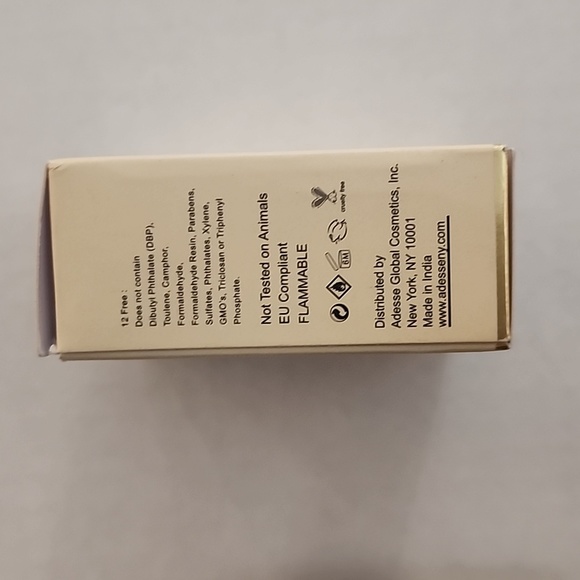 12 Free :
Does not contain
Dibutyl Phthalate (DBP),
Toulene, Camphor,
Formaldehyde,
Formaldehyde Resin, Parabens,
Sulfates, Phthalates, Xylene,
GMO's, Triclosan or Triphenyl
Phosphate.
Not Tested on Animals
EU Compliant
FLAMMABLE
6M
cruelty free
Distributed by
Adesse Global Cosmetics, Inc.
New York, NY 10001
Made in India
www.adesseny.com